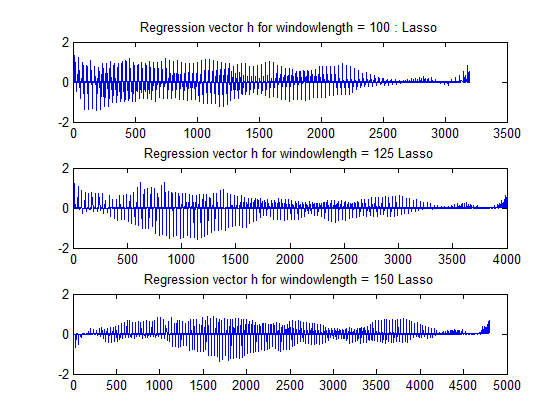 Regression vector h for windowlength = 100 : Lasso
2
0
-2
0 500 1000 1500 2000 2500 3000 3500
Regression vector h for windowlength = 125 Lasso
2
0
-2
0 500 1000 1500 2000 2500 3000 3500 4000
Regression vector h for windowlength = 150 Lasso
2
0
-2
0 500 1000 1500 2000 2500 3000 3500 4000 4500 5000